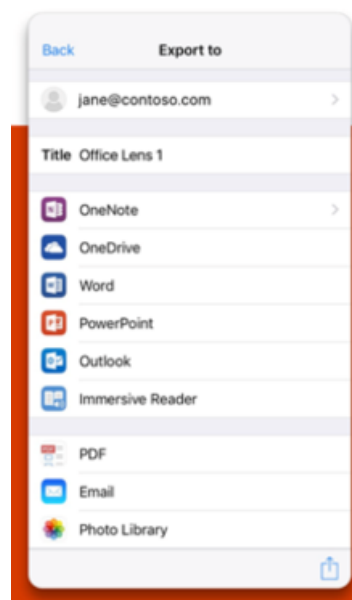 Back Export to
jane@contoso.com
Title Office Lens 1
OneNote
OneDrive
Word
PowerPoint
Outlook
Immersive Reader
PDF
Email
Photo Library